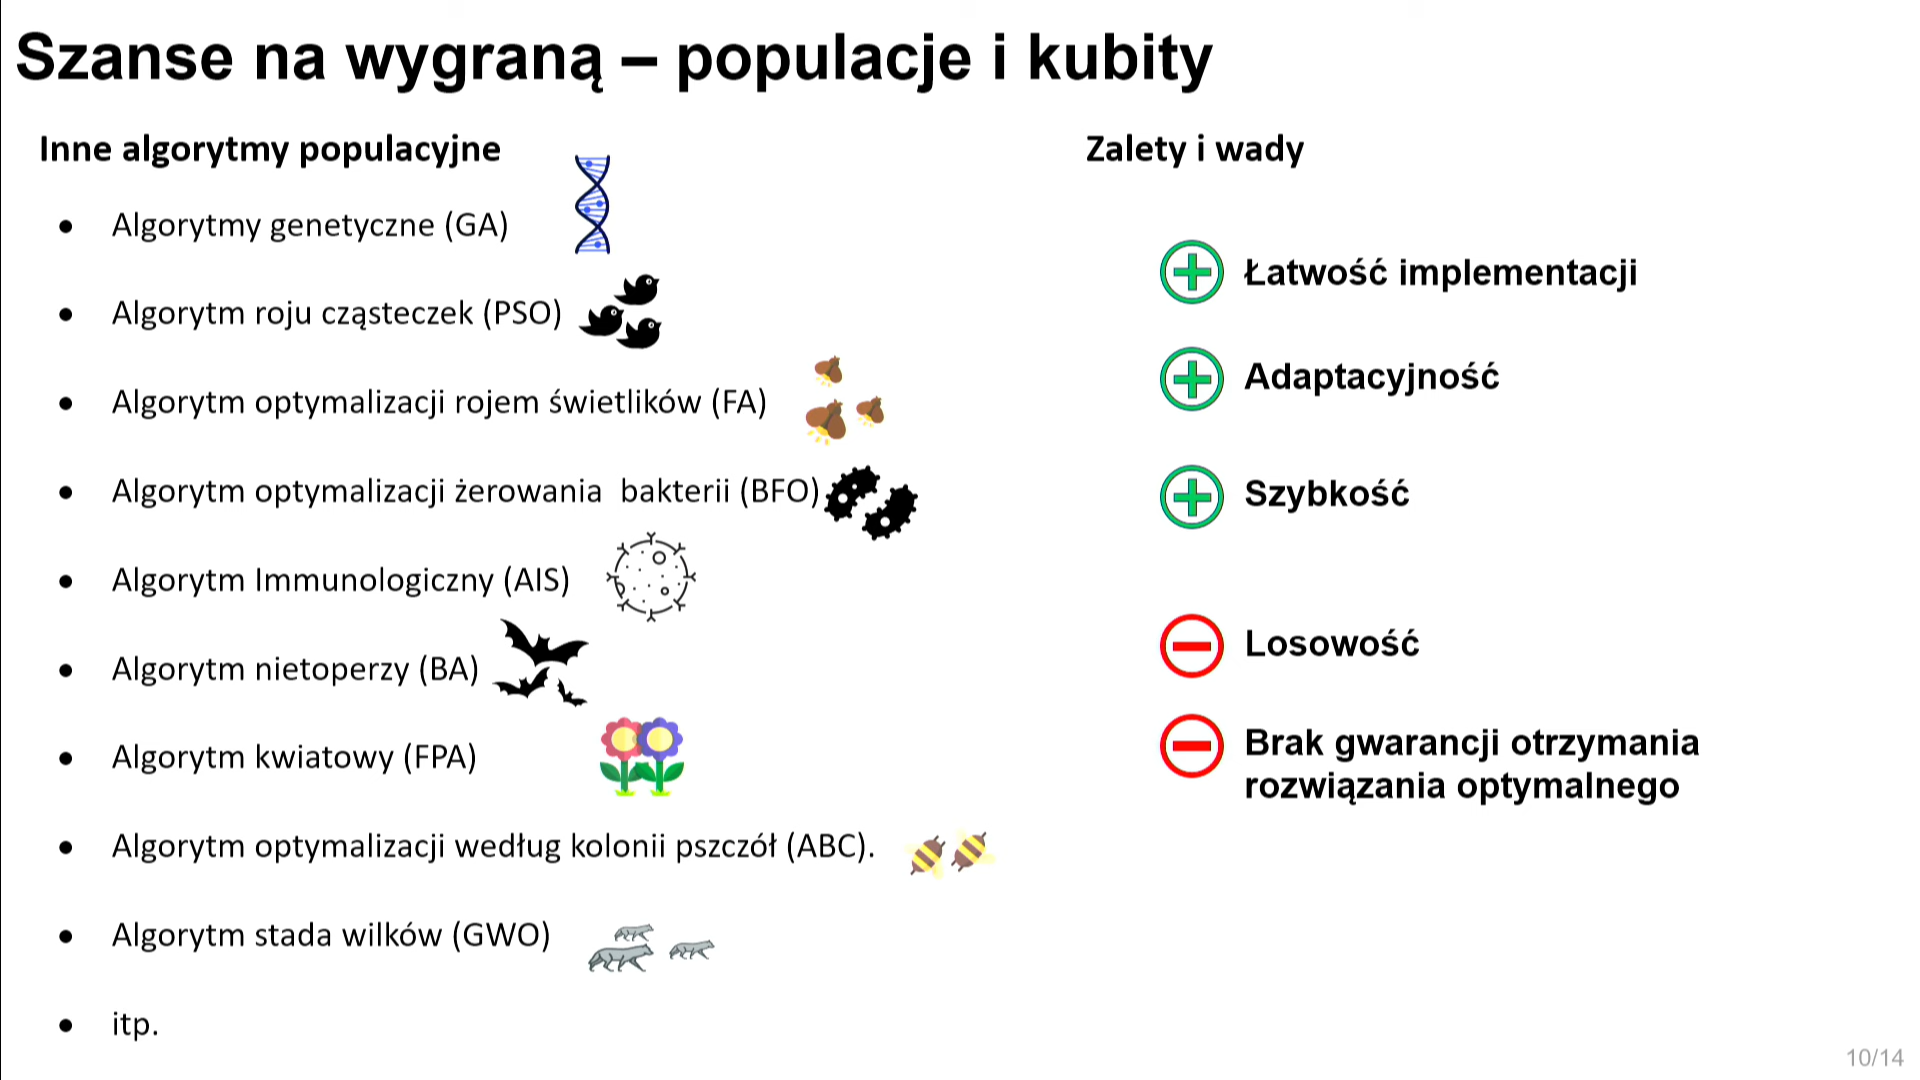 Szanse na wygraną – populacje i kubity
Inne algorytmy populacyjne
● Algorytmy genetyczne (GA)
● Algorytm roju cząsteczek (PSO)
● Algorytm optymalizacji rojem świetlików (FA)
● Algorytm optymalizacji żerowania  bakterii (BFO)
● Algorytm Immunologiczny (AIS)
● Algorytm nietoperzy (BA)
● Algorytm kwiatowy (FPA)
● Algorytm optymalizacji według kolonii pszczół (ABC).
● Algorytm stada wilków (GWO)
● itp.
Zalety i wady
Łatwość implementacji
Adaptacyjność
Szybkość
Losowość
Brak gwarancji otrzymania
rozwiązania optymalnego
10/14